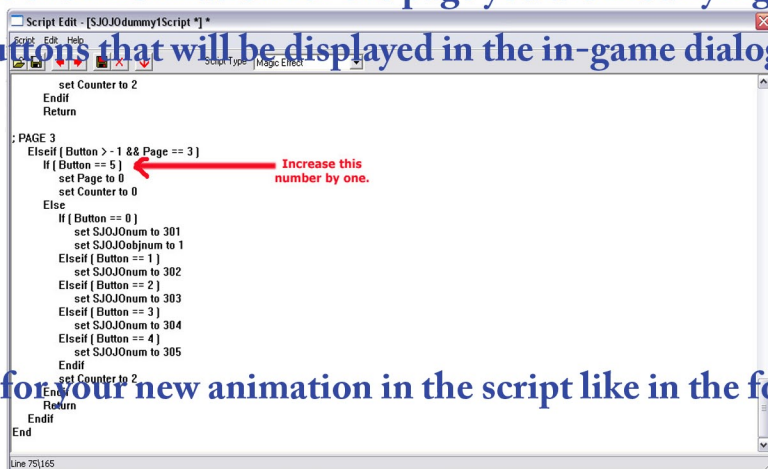 Script Edit - [SJOJOdummy1Script *] *
Script Edit Help
uttons that will be displayed in the in-game dialog
Script Type Magic Effect
set Counter to 2
Endif
Return
; PAGE 3
Elseif ( Button > - 1 && Page == 3 )
If ( Button == 5 )
Increase this
number by one.
set Page to 0
set Counter to 0
Else
If ( Button == 0 )
set SJOJOnum to 301
set SJOJOobjnum to 1
Elseif ( Button == 1 )
set SJOJOnum to 302
Elseif ( Button == 2 )
set SJOJOnum to 303
Elseif ( Button == 3 )
set SJOJOnum to 304
Elseif ( Button == 4 )
set SJOJOnum to 305
Endif
set Counter to 2
for your new animation in the script like in the fo
Endif
Return
Endif
End
Line 75\165